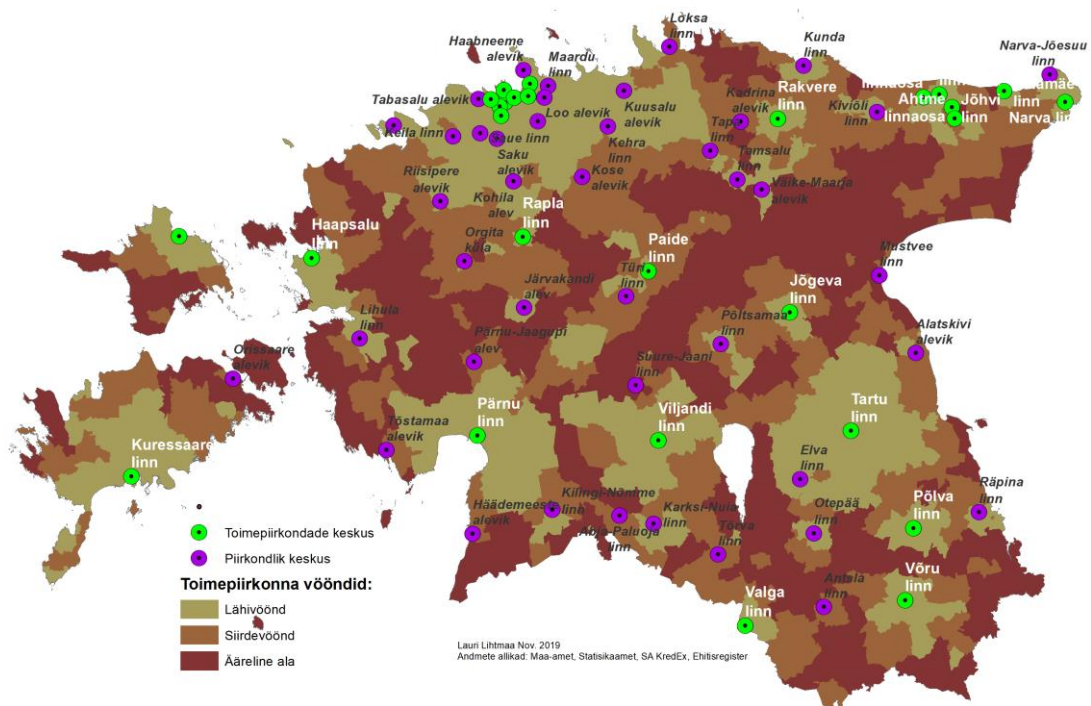 Loksa
linn
Kunda
linn
Haabneeme
alevik
Maardu
linn
Narva-Jõesuu
linn
Tabasalu alevik
Kuusalu
alevik
Kadrina
alevik
Rakvere
linn
Kiviõli
linn
linnaosa
Ahtme
linnaosa
Jõhvi
linn
linn
Narva linn
Loo alevik
Tapa
linn
Keila linn
Saue linn
Kehra
linn
Tamsalu
linn
Saku
alevik
Kose
alevik
Väike-Maarja
alevik
Riisipere
alevik
Kohila
alev
Rapla
linn
Haapsalu
linn
Orgita
küla
Paide
linn
Türi
linn
Mustvee
linn
Jõgeva
linn
Järvakandi
alev
Lihula
linn
Põltsamaa
linn
Alatskivi
alevik
Pärnu-Jaagupi
alev
Orissaare
alevik
Suure-Jaani
linn
Pärnu
linn
Viljandi
linn
Tartu
linn
Tõstamaa
alevik
Kuressaare
linn
Elva
linn
Räpina
linn
Põlva
linn
Häädemeeste
alevik
Kilingi-Nõmme
linn
Karksi-Nuia
linn
Otepää
linn
Abja-Paluoja
linn
Tõrva
linn
Võru
linn
Antsla
linn
Valga
linn
Toimepiirkondade keskus
Piirkondlik keskus
Toimepiirkonna vööndid:
Lähivöönd
Siirdevöönd
Ääreline ala
Lauri Lihtmaa Nov. 2019
Andmete allikad: Maa-amet, Statisikaamet, SA KredEx, Ehitisregister